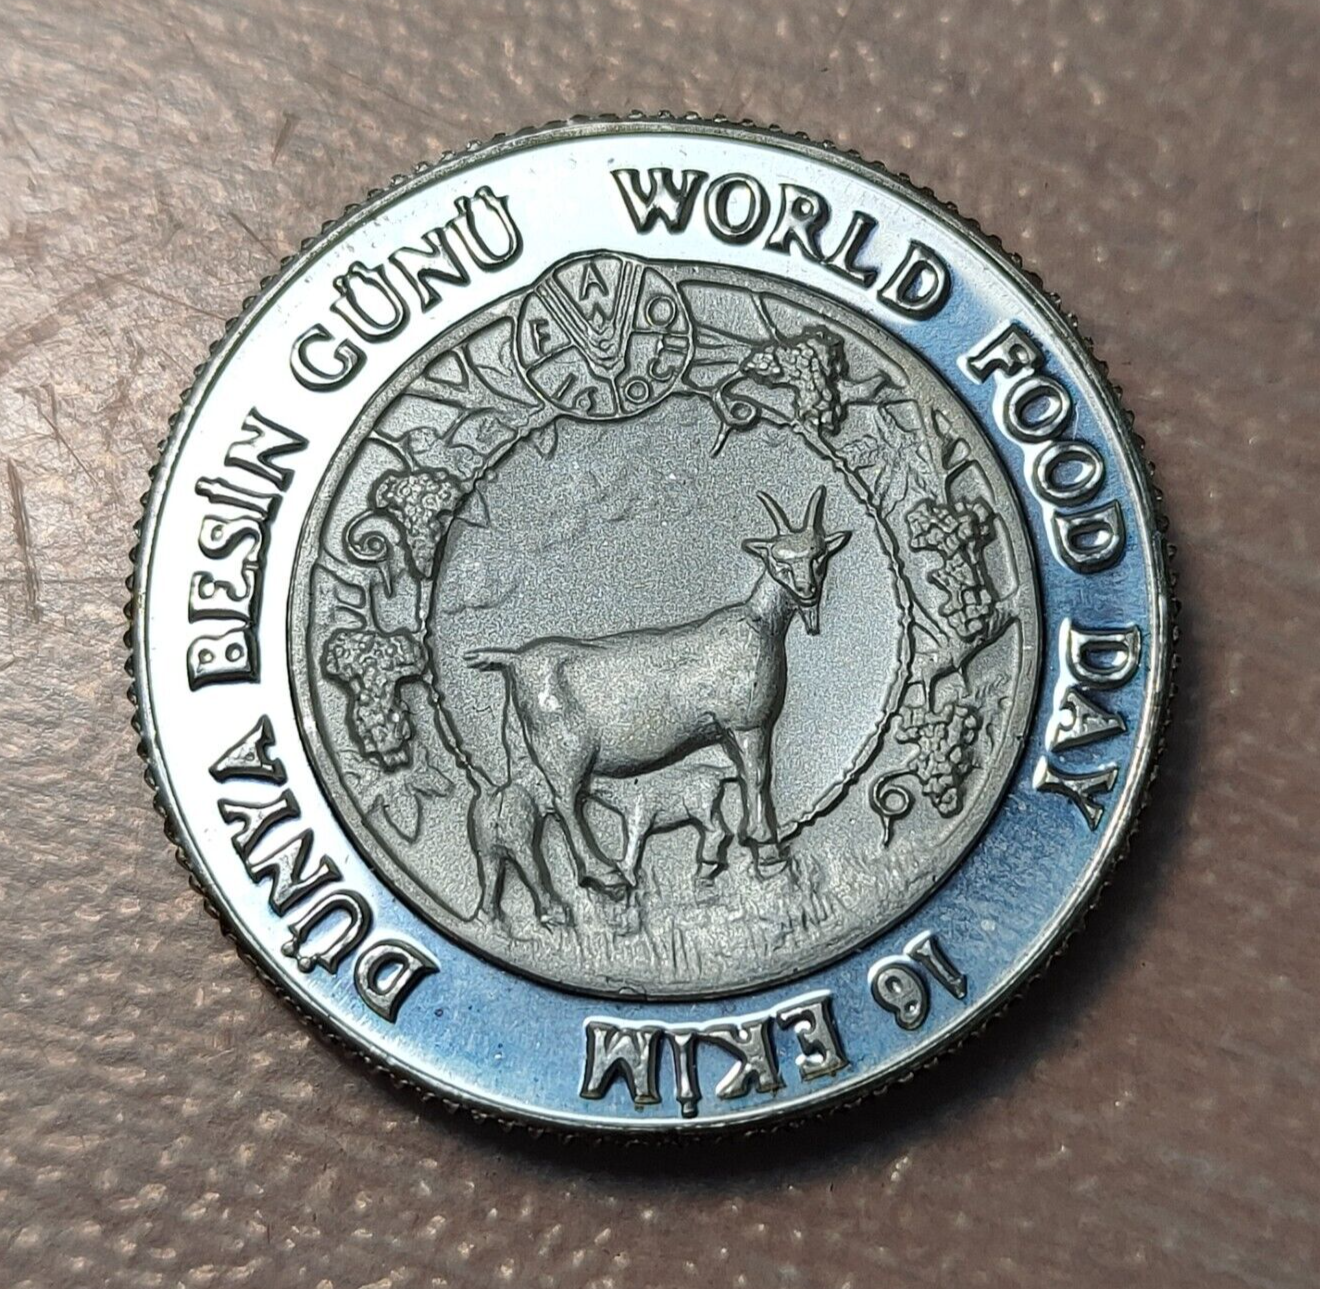 DÜNYA BESİN GÜNÜ
WORLD FOOD DAY
16 EKİM
FAO